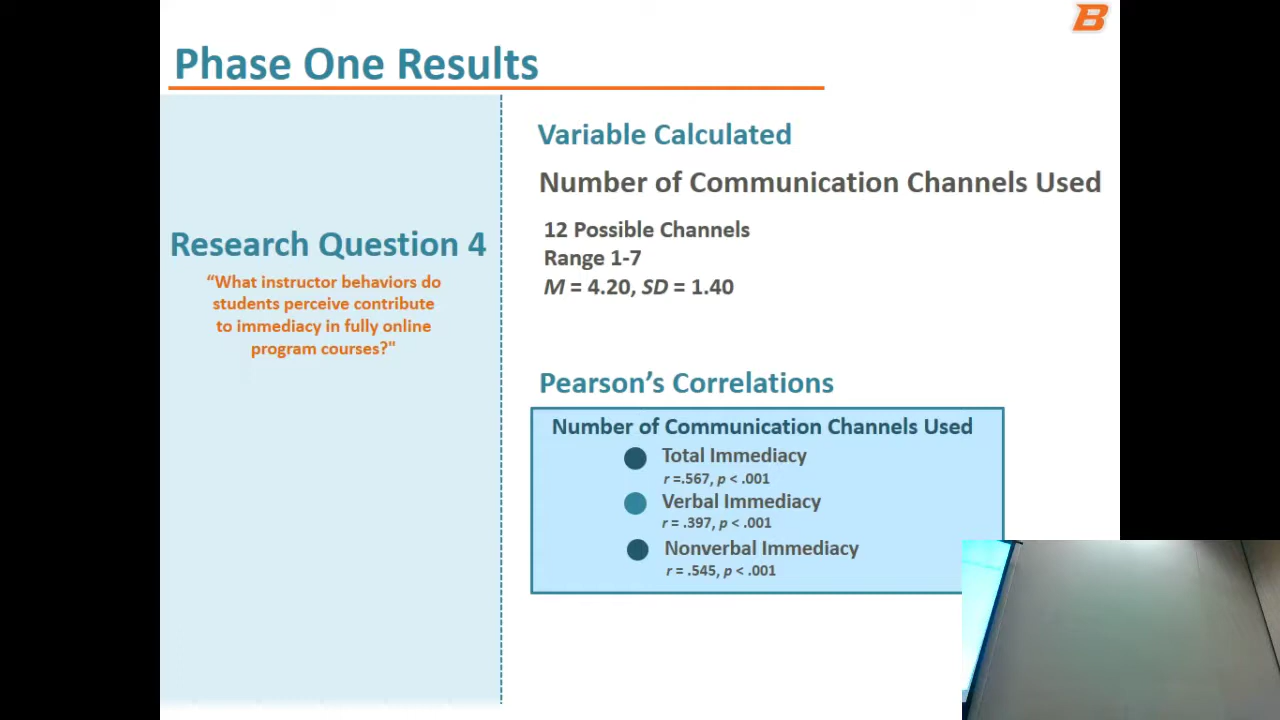 B
Phase One Results
Research Question 4
“What instructor behaviors do
students perceive contribute
to immediacy in fully online
program courses?"
Variable Calculated
Number of Communication Channels Used
12 Possible Channels
Range 1-7
M = 4.20, SD = 1.40
Pearson’s Correlations
Number of Communication Channels Used
Total Immediacy
r =.567, p < .001
Verbal Immediacy
r = .397, p < .001
Nonverbal Immediacy
r = .545, p < .001